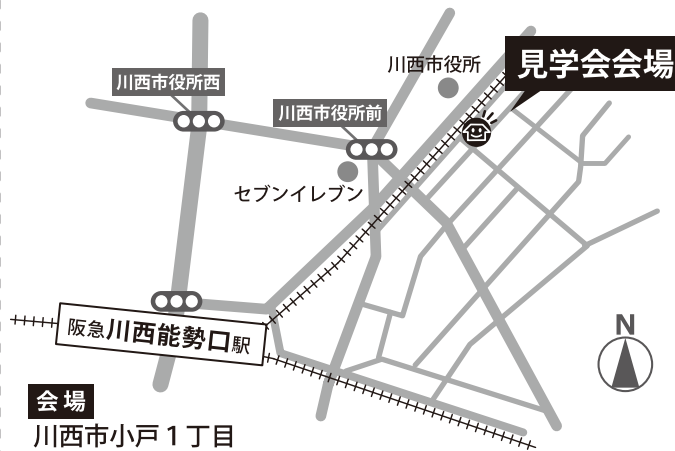 川西市役所
見学会会場
川西市役所西
川西市役所前
セブンイレブン
阪急川西能勢口駅
N
会場
川西市小戸1丁目